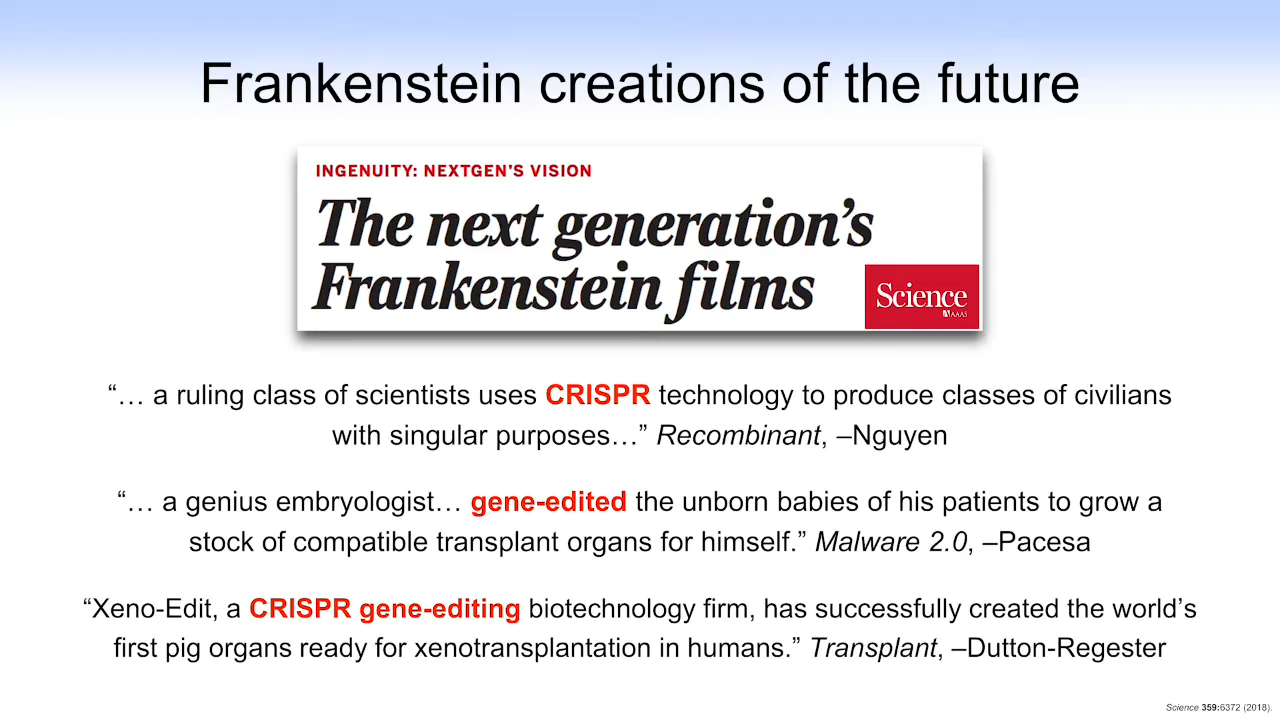 Frankenstein creations of the future
INGENUITY: NEXTGEN'S VISION
The next generation's
Frankenstein films
Science
AAAS
“… a ruling class of scientists uses CRISPR technology to produce classes of civilians
with singular purposes…” Recombinant, –Nguyen
“… a genius embryologist… gene-edited the unborn babies of his patients to grow a
stock of compatible transplant organs for himself.” Malware 2.0, –Pacesa
“Xeno-Edit, a CRISPR gene-editing biotechnology firm, has successfully created the world’s
first pig organs ready for xenotransplantation in humans.” Transplant, –Dutton-Regester
Science 359:6372 (2018).